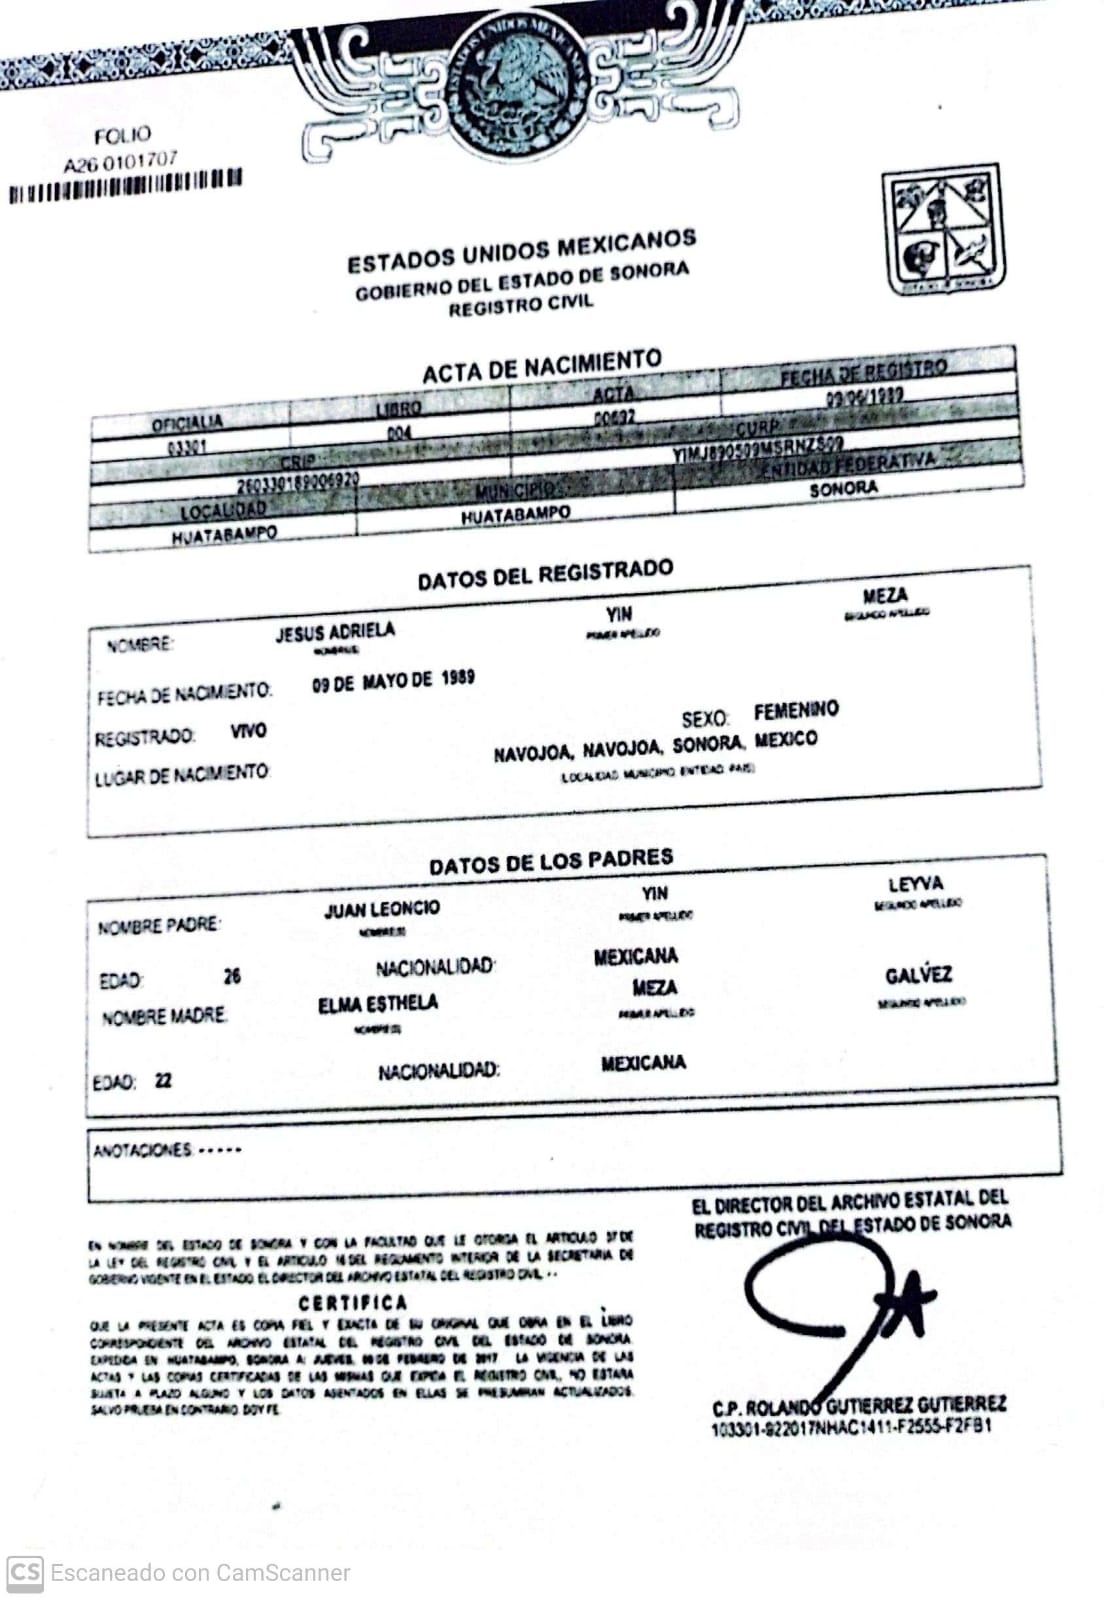 ESTADOS UNIDOS MEXICANOS
FOLIO
A26 0101707
ESTADOS UNIDOS MEXICANOS
GOBIERNO DEL ESTADO DE SONORA
REGISTRO CIVIL
ACTA DE NACIMIENTO
OFICIALIA LIBRO ACTA FECHA DE REGISTRO
03301 004 00692 09/06/1989
CRIP CURP
260330189006920 YIMJ890509MSRNZS09
LOCALIDAD MUNICIPIO ENTIDAD FEDERATIVA
HUATABAMPO HUATABAMPO SONORA
DATOS DEL REGISTRADO
NOMBRE: JESUS ADRIELA YIN MEZA
NOMBRE(S) PRIMER APELLIDO SEGUNDO APELLIDO
FECHA DE NACIMIENTO: 09 DE MAYO DE 1989
REGISTRADO: VIVO SEXO: FEMENINO
LUGAR DE NACIMIENTO: NAVOJOA, NAVOJOA, SONORA, MEXICO
LOCALIDAD MUNICIPIO ENTIDAD PAIS)
DATOS DE LOS PADRES
NOMBRE PADRE: JUAN LEONCIO YIN LEYVA
NOMBRE(S) PRIMER APELLIDO SEGUNDO APELLIDO
EDAD: 26 NACIONALIDAD: MEXICANA
NOMBRE MADRE: ELMA ESTHELA MEZA GALVEZ
NOMBRE(S) PRIMER APELLIDO SEGUNDO APELLIDO
EDAD: 22 NACIONALIDAD: MEXICANA
ANOTACIONES: -----
EL DIRECTOR DEL ARCHIVO ESTATAL DEL
REGISTRO CIVIL DEL ESTADO DE SONORA
EN NOMBRE DEL ESTADO DE SONORA Y CON LA FACULTAD QUE LE OTORGA EL ARTICULO 37 DE
LA LEY DEL REGISTRO CIVIL Y EL ARTICULO 16 DEL REGLAMENTO INTERIOR DE LA SECRETARIA DE
GOBIERNO VIGENTE EN EL ESTADO EL DIRECTOR DEL ARCHIVO ESTATAL DEL REGISTRO CIVIL --
CERTIFICA
QUE LA PRESENTE ACTA ES COPIA FIEL Y EXACTA DE SU ORIGINAL QUE OBRA EN EL LIBRO
CORRESPONDIENTE DEL ARCHIVO ESTATAL DEL REGISTRO CIVIL DEL ESTADO DE SONORA.
EXPEDIDA EN HUATABAMPO, SONORA A: JUEVES, DE FEBRERO DE 2017 LA VIGENCIA DE LAS
ACTAS Y LAS COPIAS CERTIFICADAS DE LAS MISMAS QUE EXPIDA EL REGISTRO CIVIL, NO ESTARA
SUJETA A PLAZO ALGUNO Y LOS DATOS ASENTADOS EN ELLAS SE PRESUMIRAN ACTUALIZADOS,
SALVO PRUEBA EN CONTRARIO. DOY FE.
C.P. ROLANDO GUTIERREZ GUTIERREZ
103301-922017NHAC1411-F2555-F2FB1
CS Escaneado con CamScanner